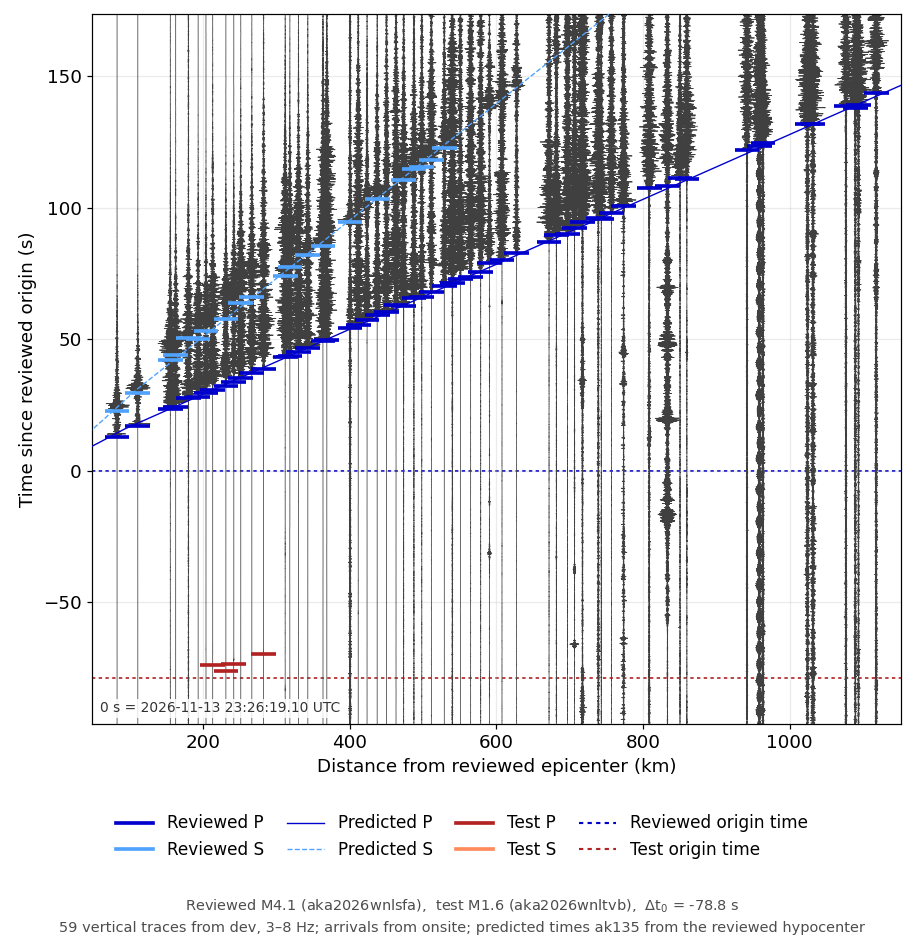 150
100
50
0
−50
200
400
600
800
1000
Time since reviewed origin (s)
0 s = 2026-11-13 23:26:19.10 UTC
Distance from reviewed epicenter (km)
Reviewed P
Predicted P
Test P
Reviewed origin time
Reviewed S
Predicted S
Test S
Test origin time
Reviewed M4.1 (aka2026wnlsfa), test M1.6 (aka2026wnltvb), Δt₀ = -78.8 s
59 vertical traces from dev, 3–8 Hz; arrivals from onsite; predicted times ak135 from the reviewed hypocenter